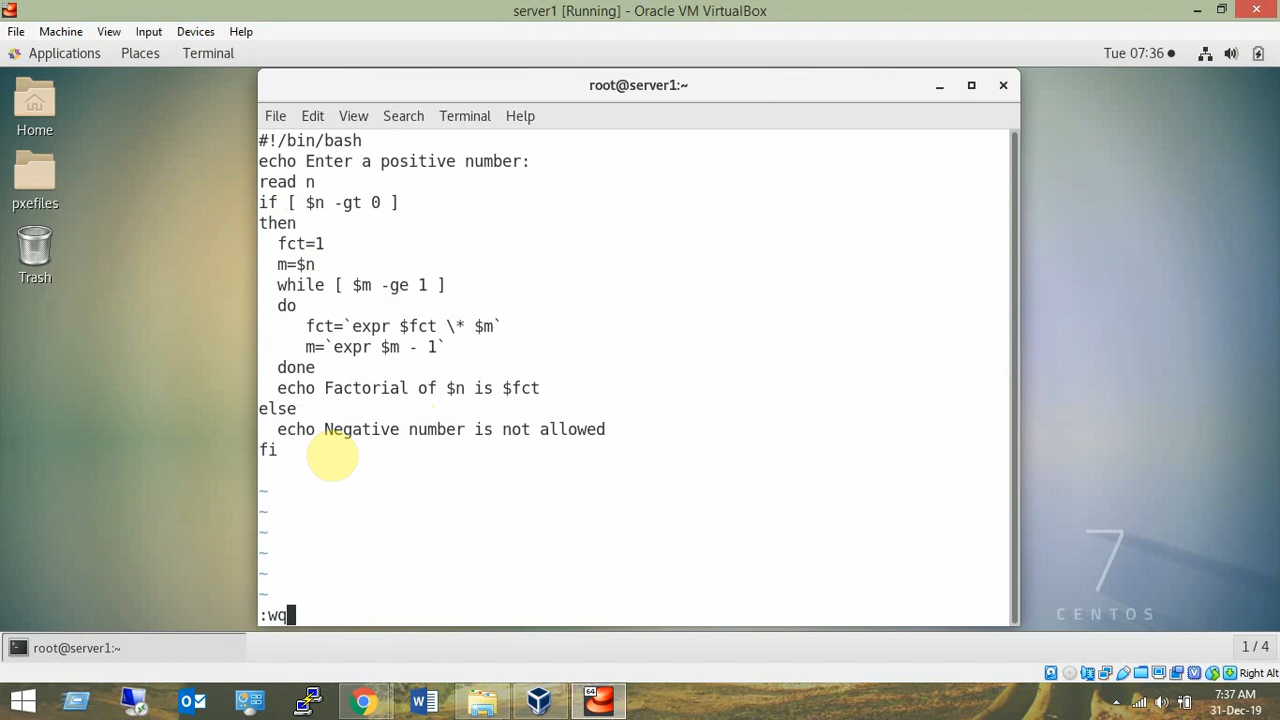 server1 [Running] - Oracle VM VirtualBox
File Machine View Input Devices Help
Applications Places Terminal Tue 07:36
root@server1:~
File Edit View Search Terminal Help
Home
pxefiles
Trash
#!/bin/bash
echo Enter a positive number:
read n
if [ $n -gt 0 ]
then
  fct=1
  m=$n
  while [ $m -ge 1 ]
  do
     fct=`expr $fct \* $m`
     m=`expr $m - 1`
  done
  echo Factorial of $n is $fct
else
  echo Negative number is not allowed
fi
~
~
~
~
~
~
:wq
7
CENTOS
root@server1:~ 1 / 4
Right Alt
64
7:37 AM
31-Dec-19